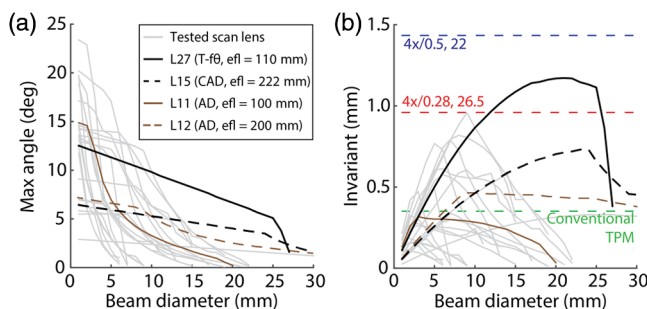 (a)
25
20
15
10
5
0
Max angle (deg)
Tested scan lens
L27 (T-fθ, efl = 110 mm)
L15 (CAD, efl = 222 mm)
L11 (AD, efl = 100 mm)
L12 (AD, efl = 200 mm)
0 5 10 15 20 25 30
Beam diameter (mm)
(b)
1.5
1.0
0.5
0
Invariant (mm)
4x/0.5, 22
4x/0.28, 26.5
Conventional
TPM
0 5 10 15 20 25 30
Beam diameter (mm)